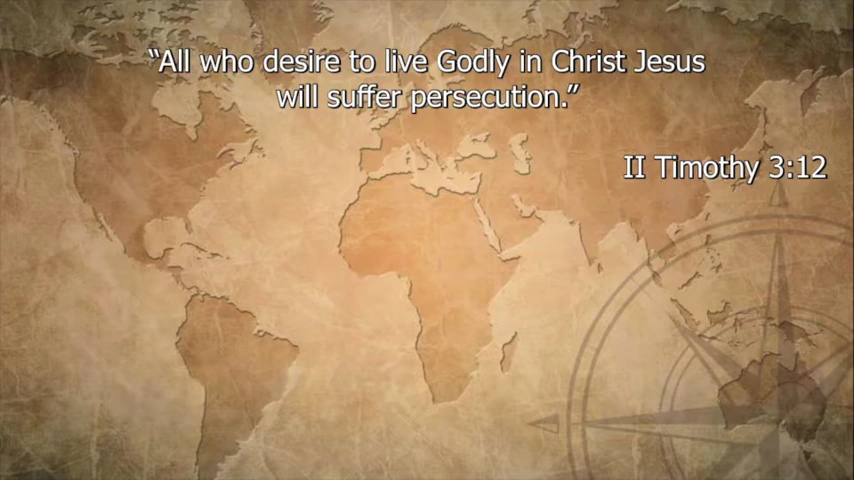 “All who desire to live Godly in Christ Jesus
will suffer persecution.”
II Timothy 3:12